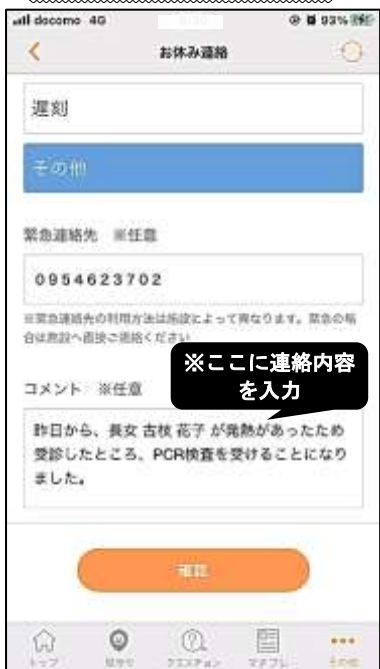 docomo 4G
93%
お休み連絡
遅刻
その他
緊急連絡先 ※任意
0954623702
※緊急連絡先の利用方法は施設によって異なります。緊急の場
合は施設へ直接ご連絡ください
※ここに連絡内容
を入力
コメント ※任意
昨日から、長女 古枝 花子 が発熱があったため
受診したところ、PCR検査を受けることになり
ました。
確認
トップ
その他